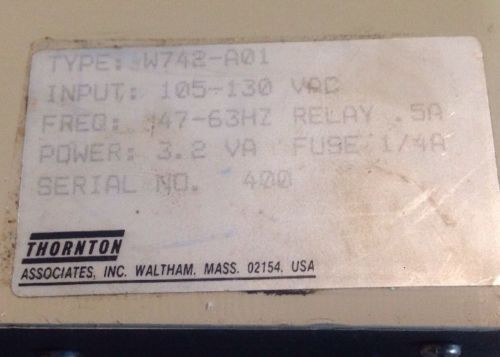 TYPE: W742-A01
INPUT: 105-130 VAC
FREQ: 47-63HZ RELAY .5A
POWER: 3.2 VA FUSE 1/4A
SERIAL NO. 400
THORNTON
ASSOCIATES, INC. WALTHAM, MASS. 02154, USA